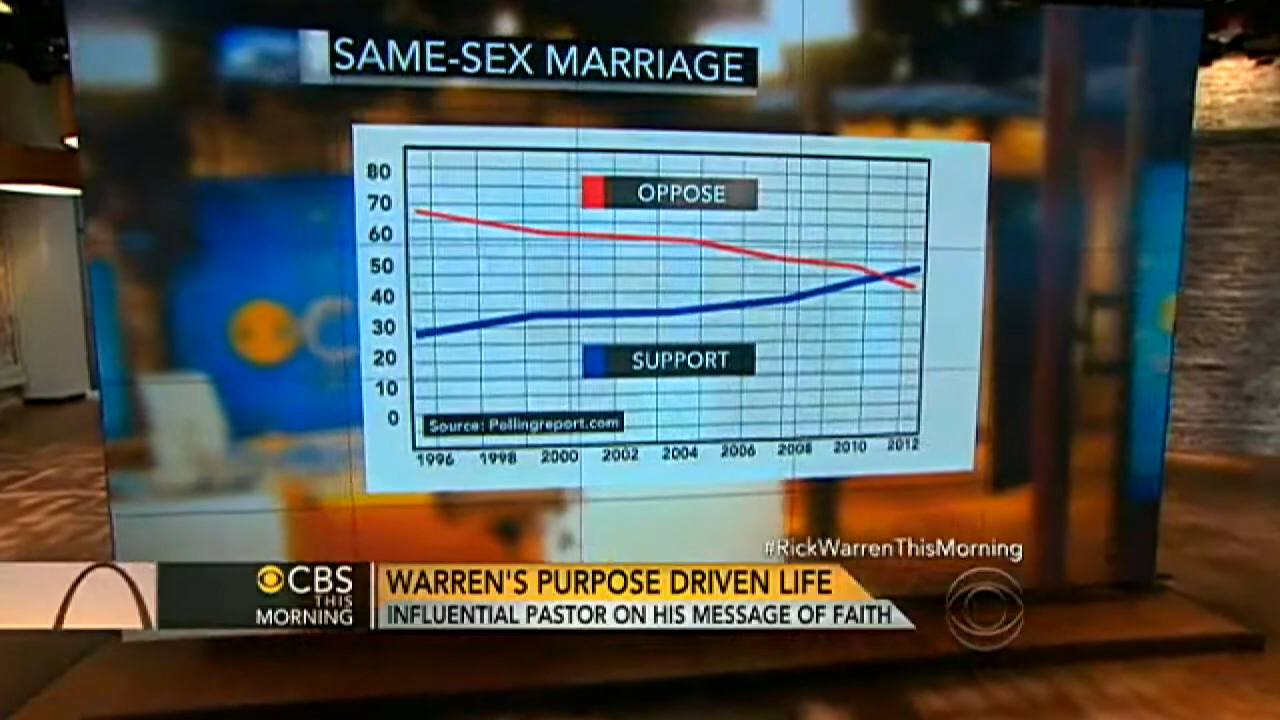 SAME-SEX MARRIAGE
80
OPPOSE
70
60
50
40
30
SUPPORT
20
10
0
Source: Pollingreport.com
1996 1998 2000 2002 2004 2006 2008 2010 2012
#RickWarrenThisMorning
CBS
THIS
MORNING
WARREN'S PURPOSE DRIVEN LIFE
INFLUENTIAL PASTOR ON HIS MESSAGE OF FAITH
C